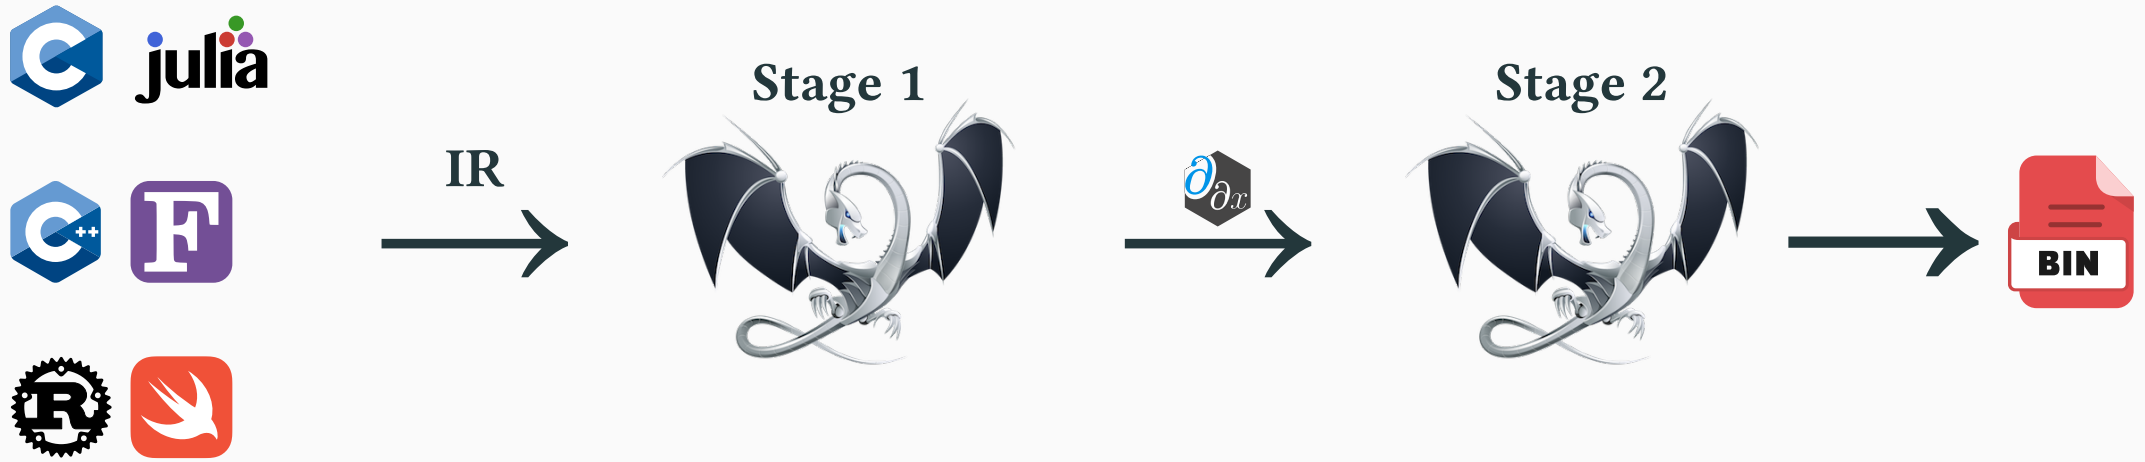 C julia
Stage 1
Stage 2
IR
∂
∂x
C++ F
BIN
R